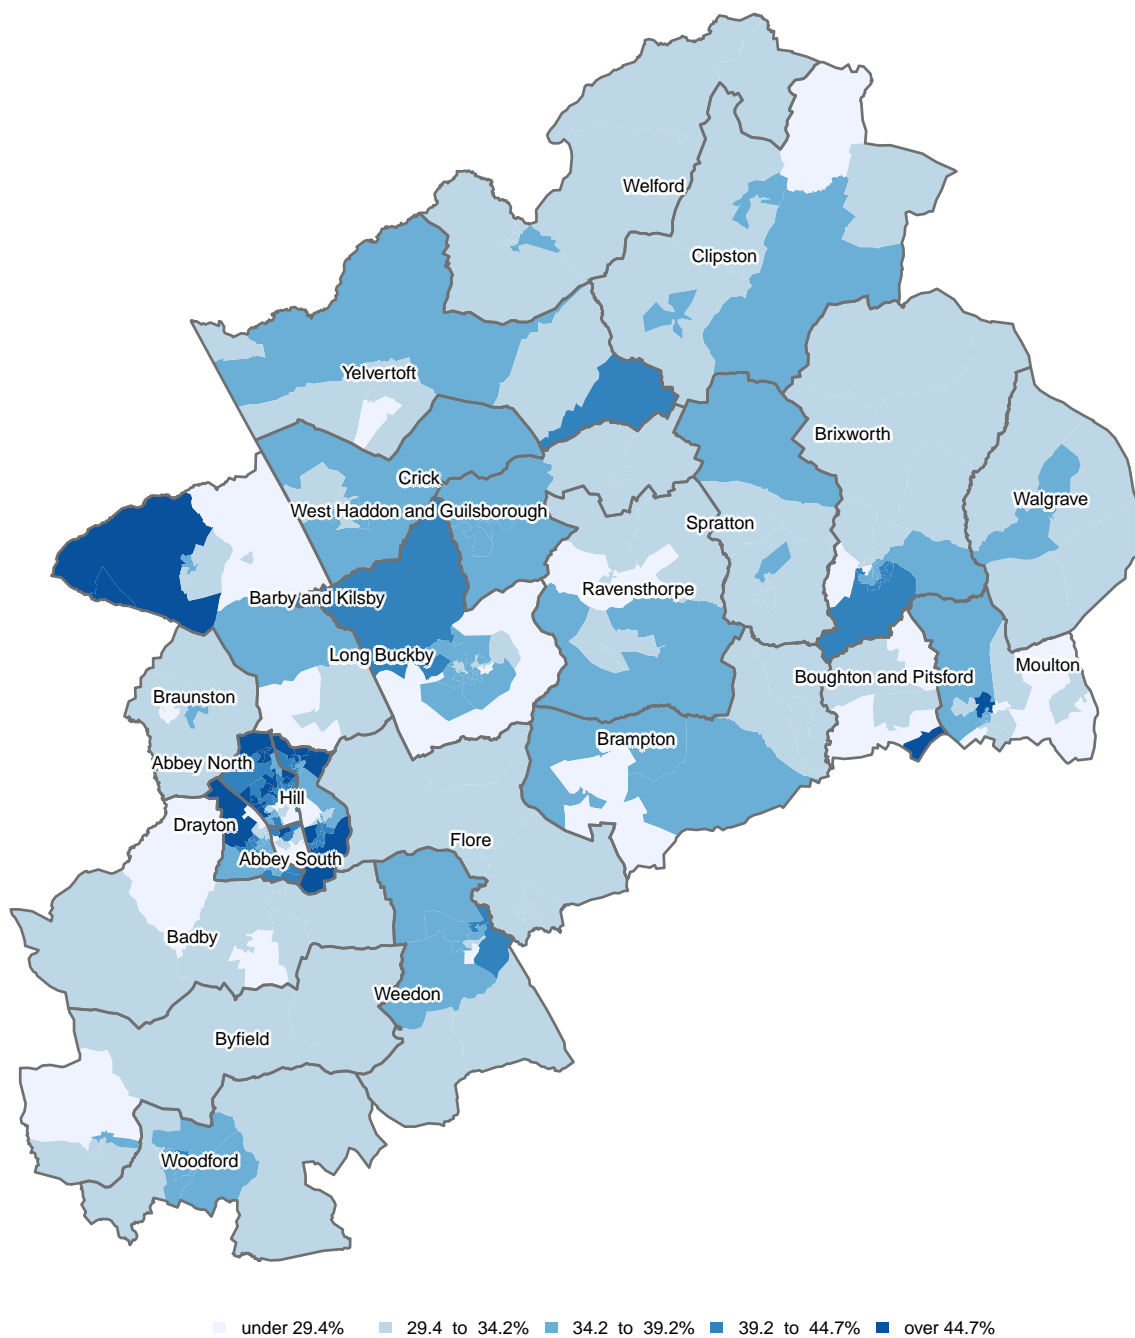 Welford
Clipston
Yelvertoft
Brixworth
Crick
Walgrave
West Haddon and Guilsborough
Spratton
Ravensthorpe
Barby and Kilsby
Long Buckby
Moulton
Boughton and Pitsford
Braunston
Brampton
Abbey North
Hill
Drayton
Flore
Abbey South
Badby
Weedon
Byfield
Woodford
under 29.4% 29.4 to 34.2% 34.2 to 39.2% 39.2 to 44.7% over 44.7%